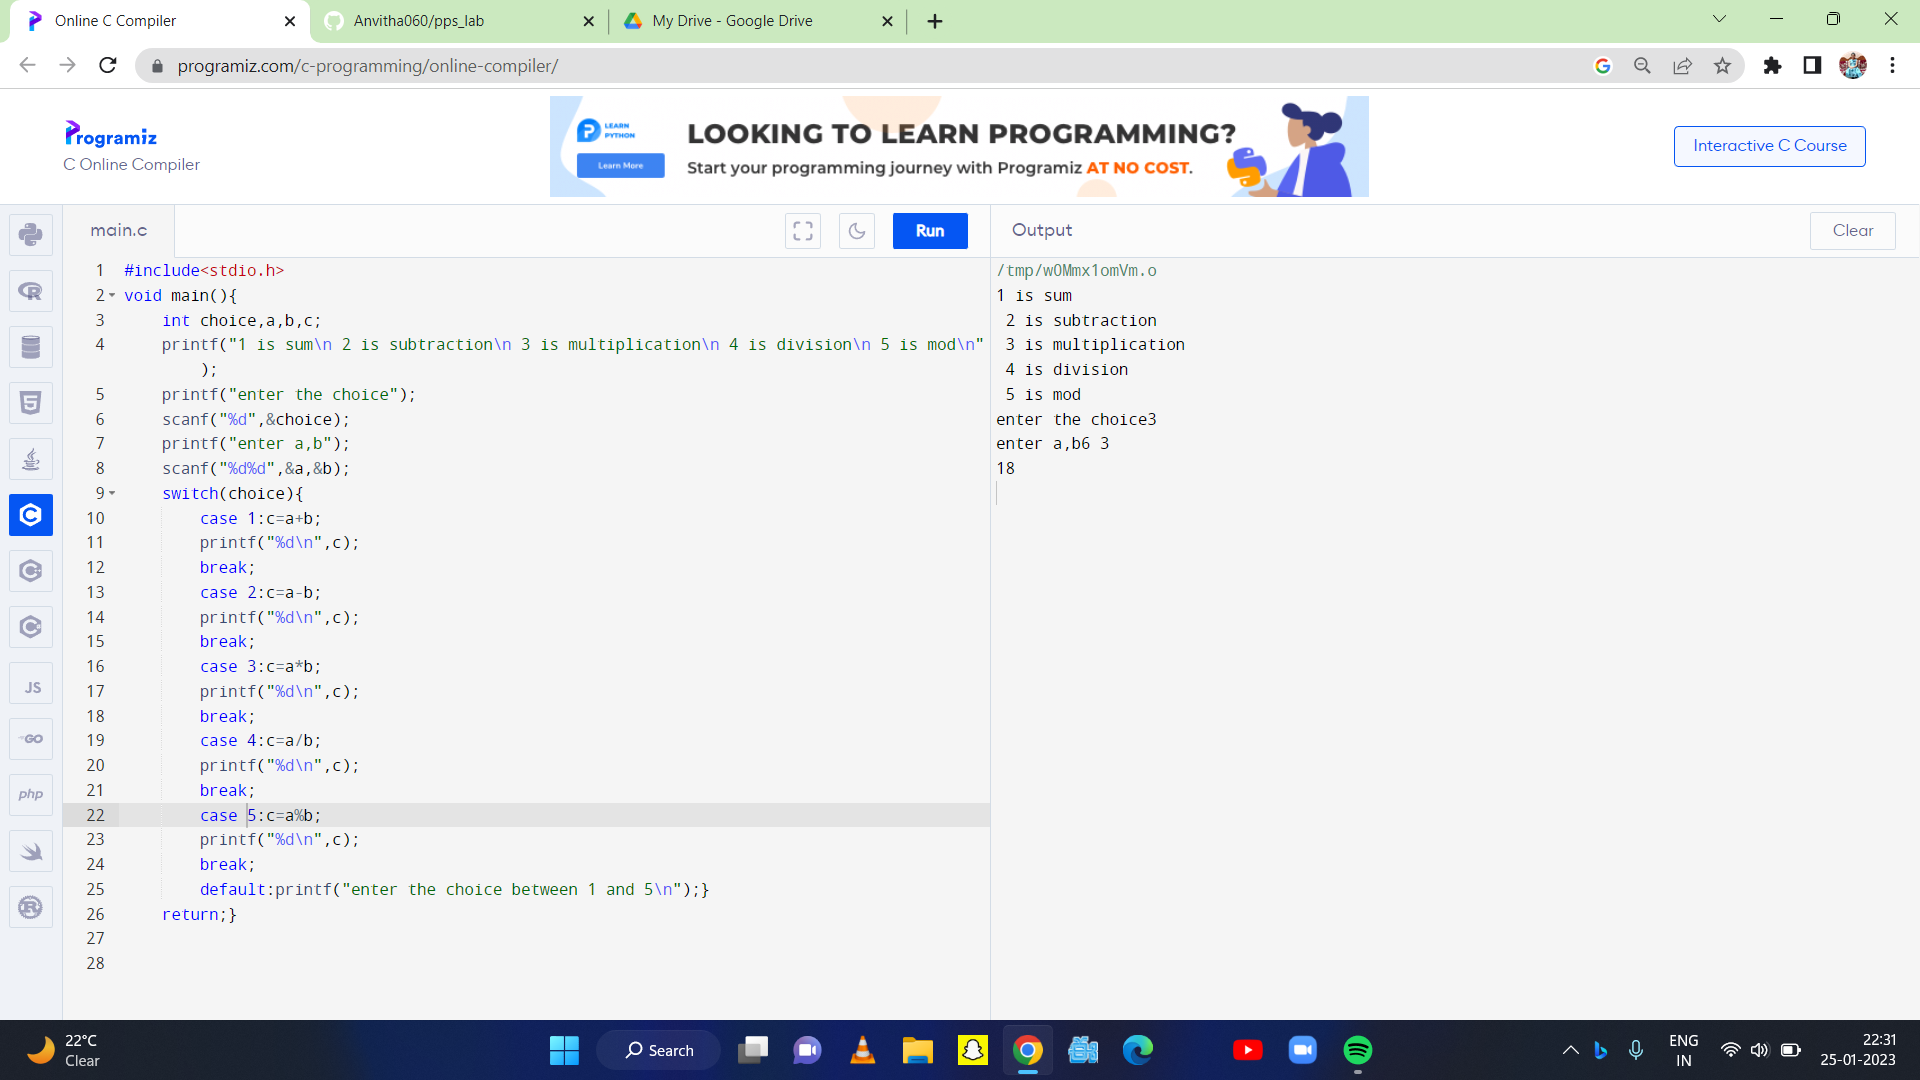 Online C Compiler
Anvitha060/pps_lab
My Drive - Google Drive
programiz.com/c-programming/online-compiler/
Programiz
C Online Compiler
LEARN
PYTHON
Learn More
LOOKING TO LEARN PROGRAMMING?
Start your programming journey with Programiz AT NO COST.
Interactive C Course
main.c
Run
Output
Clear
1 #include<stdio.h>
2 void main(){
3 int choice,a,b,c;
4 printf("1 is sum\n 2 is subtraction\n 3 is multiplication\n 4 is division\n 5 is mod\n"
);
5 printf("enter the choice");
6 scanf("%d",&choice);
7 printf("enter a,b");
8 scanf("%d%d",&a,&b);
9 switch(choice){
10 case 1:c=a+b;
11 printf("%d\n",c);
12 break;
13 case 2:c=a-b;
14 printf("%d\n",c);
15 break;
16 case 3:c=a*b;
17 printf("%d\n",c);
18 break;
19 case 4:c=a/b;
20 printf("%d\n",c);
21 break;
22 case 5:c=a%b;
23 printf("%d\n",c);
24 break;
25 default:printf("enter the choice between 1 and 5\n");}
26 return;}
27
28
/tmp/wOMmx1omVm.o
1 is sum
2 is subtraction
3 is multiplication
4 is division
5 is mod
enter the choice3
enter a,b6 3
18
JS
GO
php
22°C
Clear
Search
ENG
IN
22:31
25-01-2023